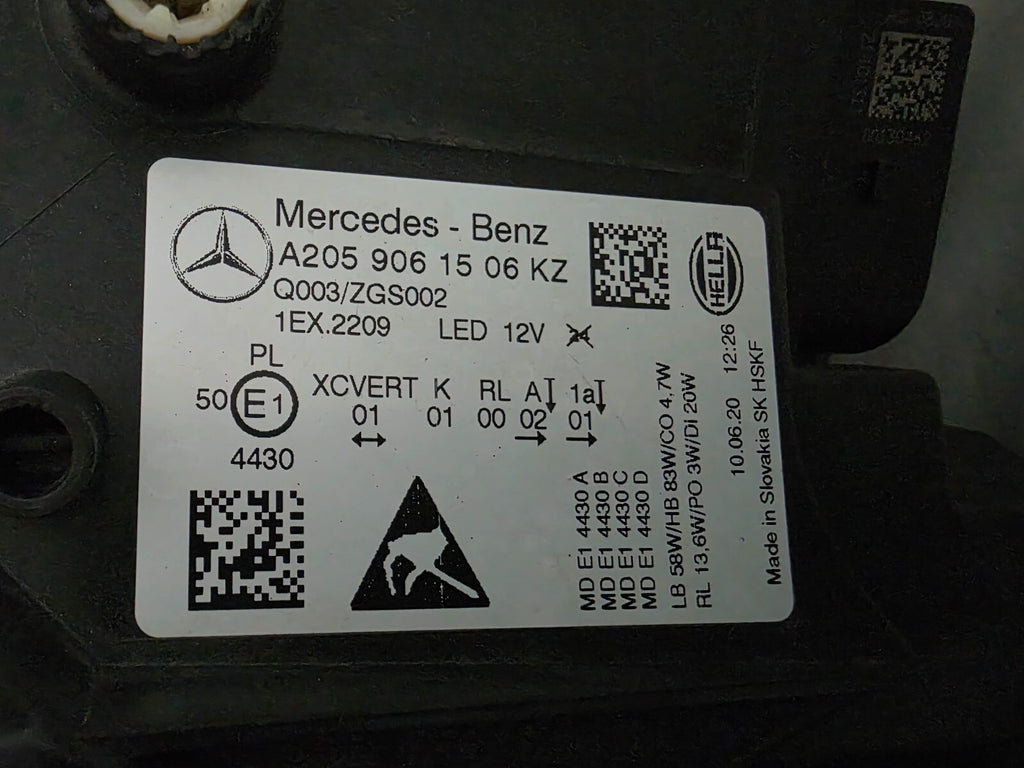 Mercedes - Benz
A205 906 15 06 KZ
Q003/ZGS002
1EX.2209 LED 12V
HELLA
PL
50 E1
4430
XCVERT K RL A 1a
01 01 00 02 01
↔ → →
MD E1 4430 A
MD E1 4430 B
MD E1 4430 C
MD E1 4430 D
LB 58W/HB 83W/CO 4,7W
RL 13,6W/PO 3W/Di 20W
10.06.20 12:26
Made in Slovakia SK HSKF